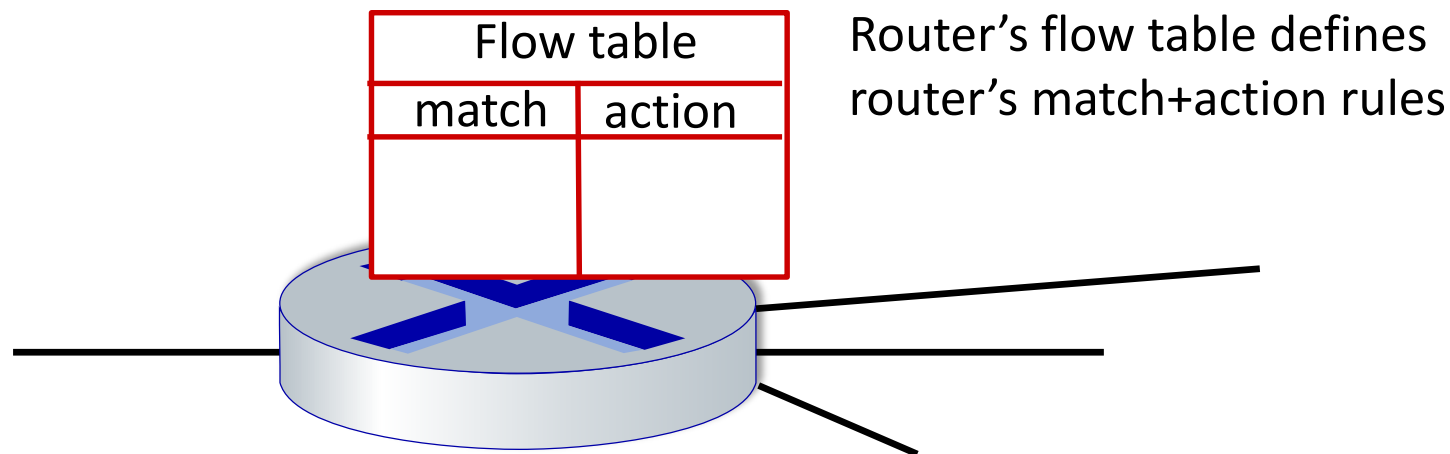 Flow table
match action
Router’s flow table defines
router’s match+action rules